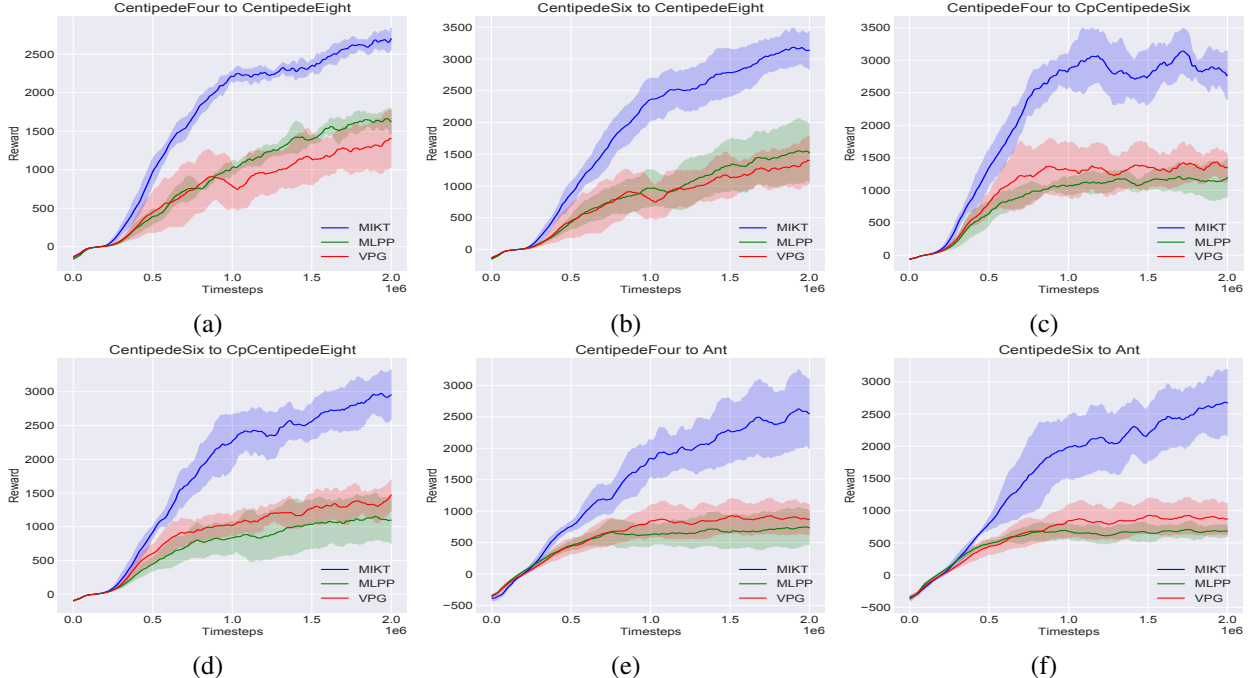 CentipedeFour to CentipedeEight
Reward
2500
2000
1500
1000
500
0
MIKT
MLPP
VPG
0.0 0.5 1.0 1.5 2.0
Timesteps 1e6
(a)
CentipedeSix to CentipedeEight
Reward
3500
3000
2500
2000
1500
1000
500
0
MIKT
MLPP
VPG
0.0 0.5 1.0 1.5 2.0
Timesteps 1e6
(b)
CentipedeFour to CpCentipedeSix
Reward
3500
3000
2500
2000
1500
1000
500
0
MIKT
MLPP
VPG
0.0 0.5 1.0 1.5 2.0
Timesteps 1e6
(c)
CentipedeSix to CpCentipedeEight
Reward
3000
2500
2000
1500
1000
500
0
MIKT
MLPP
VPG
0.0 0.5 1.0 1.5 2.0
Timesteps 1e6
(d)
CentipedeFour to Ant
Reward
3000
2500
2000
1500
1000
500
0
−500
MIKT
MLPP
VPG
0.0 0.5 1.0 1.5 2.0
Timesteps 1e6
(e)
CentipedeSix to Ant
Reward
3000
2500
2000
1500
1000
500
0
−500
MIKT
MLPP
VPG
0.0 0.5 1.0 1.5 2.0
Timesteps 1e6
(f)